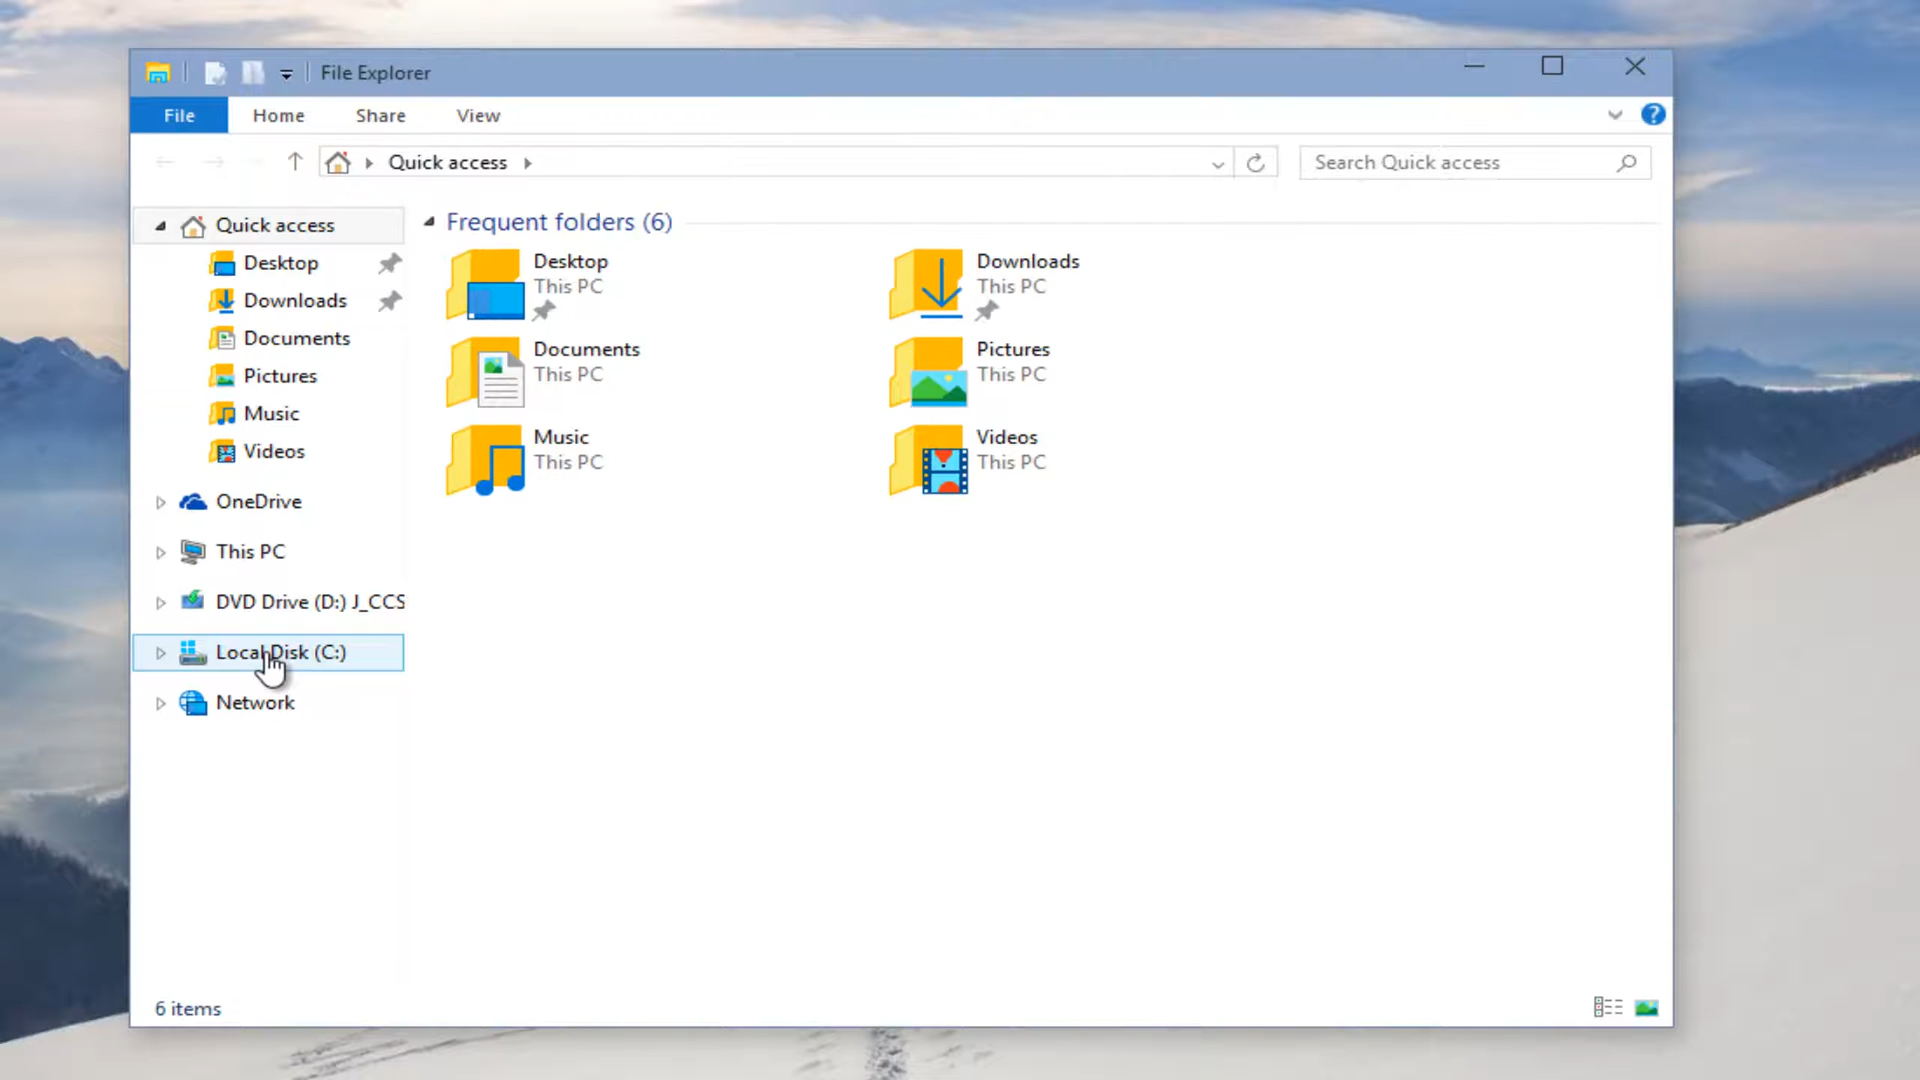 File Explorer
File Home Share View
Quick access
Search Quick access
Quick access
Desktop
Downloads
Documents
Pictures
Music
Videos
OneDrive
This PC
DVD Drive (D:) J_CCS
Local Disk (C:)
Network
Frequent folders (6)
Desktop
This PC
Downloads
This PC
Documents
This PC
Pictures
This PC
Music
This PC
Videos
This PC
6 items